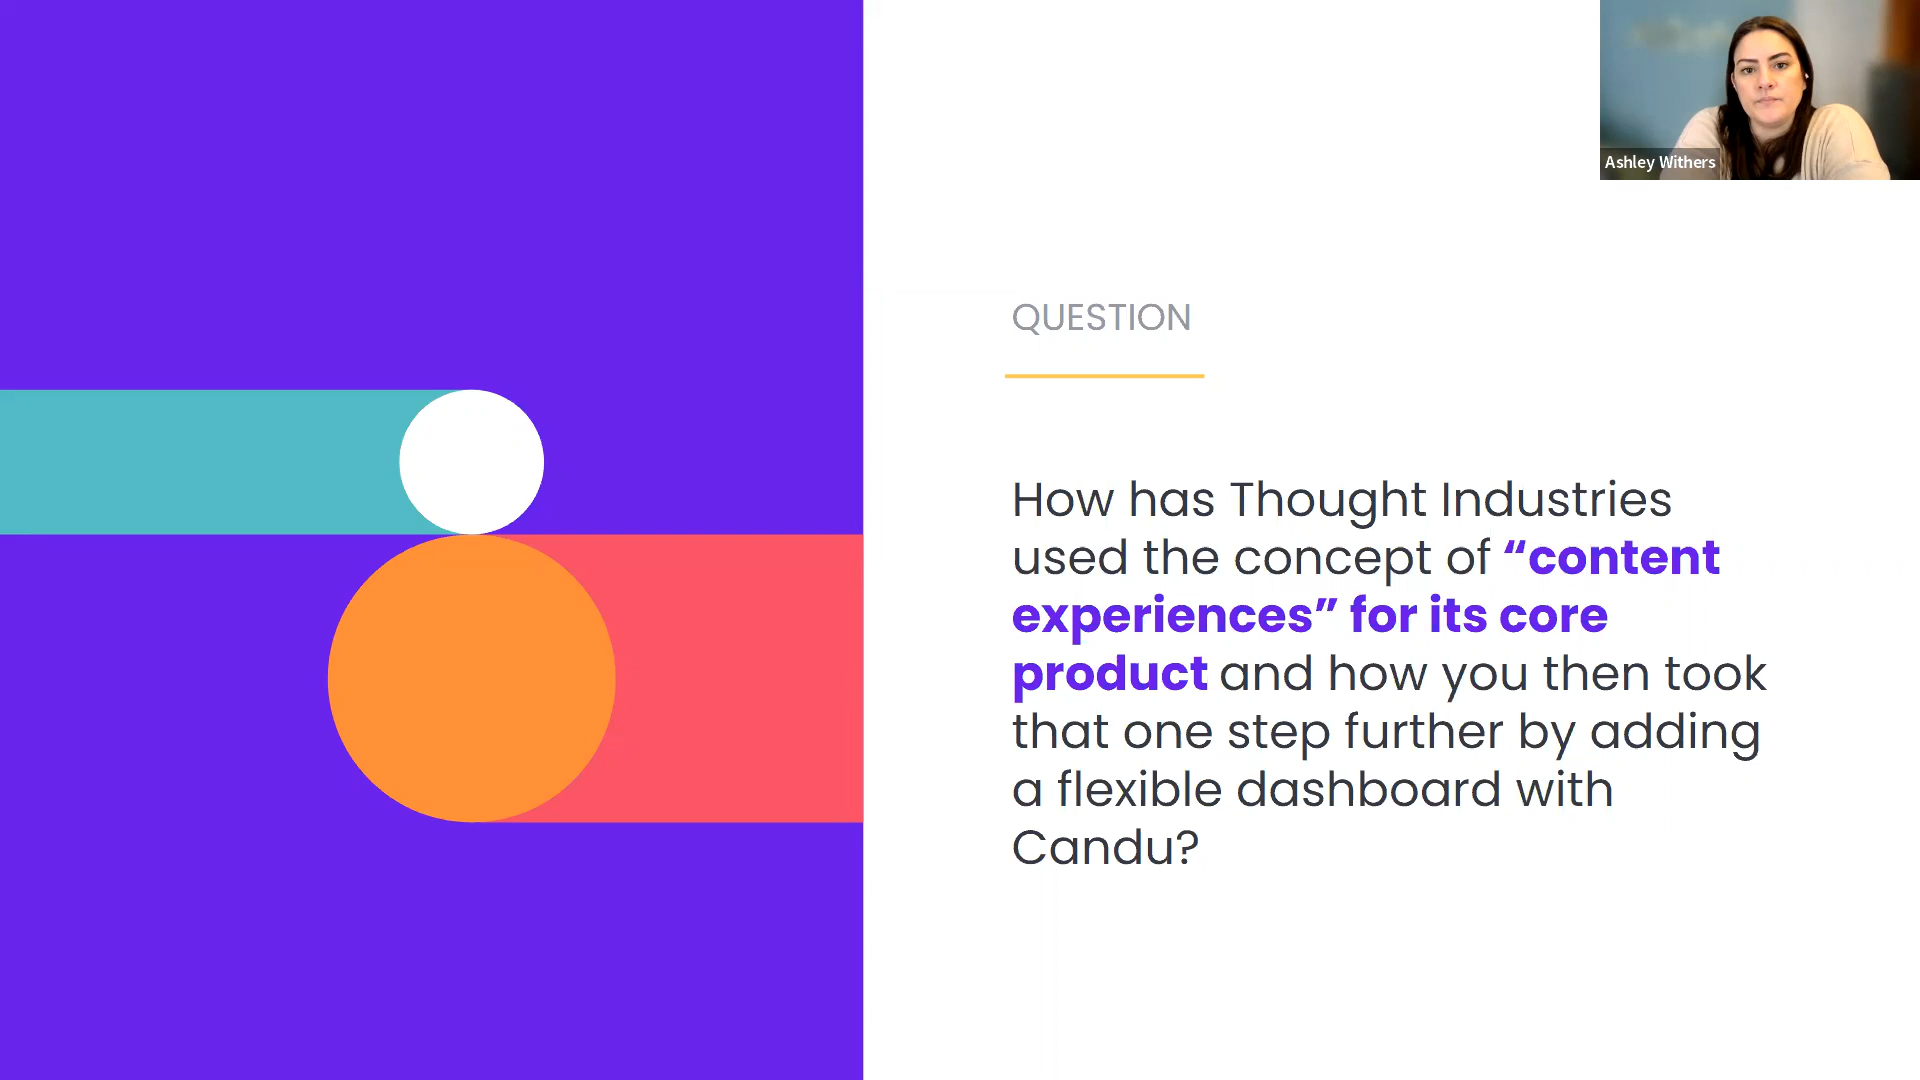 Ashley Withers
QUESTION
How has Thought Industries
used the concept of “content
experiences” for its core
product and how you then took
that one step further by adding
a flexible dashboard with
Candu?